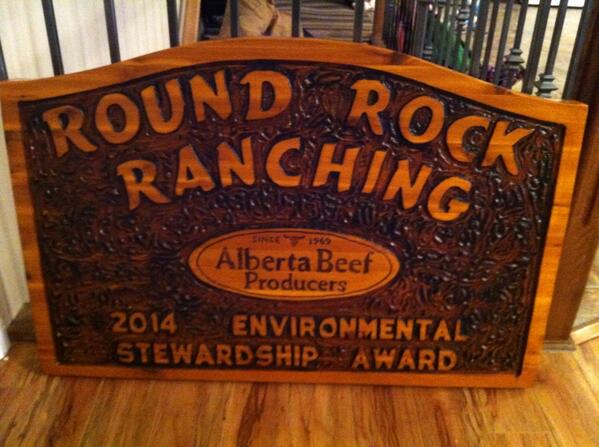 ROUND ROCK
RANCHING
SINCE 1969
Alberta Beef
Producers
2014 ENVIRONMENTAL
STEWARDSHIP AWARD